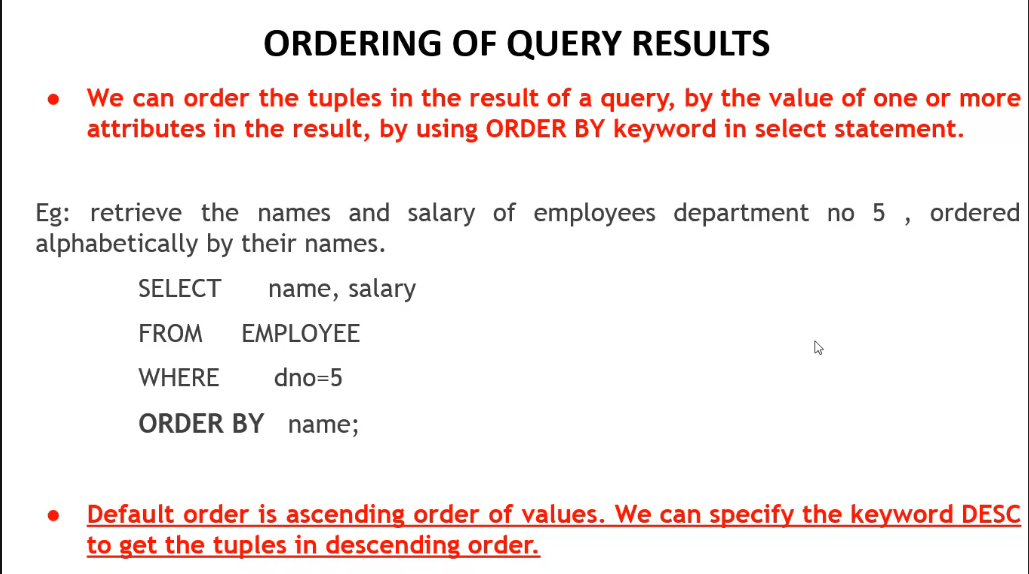 ORDERING OF QUERY RESULTS
● We can order the tuples in the result of a query, by the value of one or more
attributes in the result, by using ORDER BY keyword in select statement.
Eg: retrieve the names and salary of employees department no 5 , ordered
alphabetically by their names.
SELECT name, salary
FROM EMPLOYEE
WHERE dno=5
ORDER BY name;
● Default order is ascending order of values. We can specify the keyword DESC
to get the tuples in descending order.